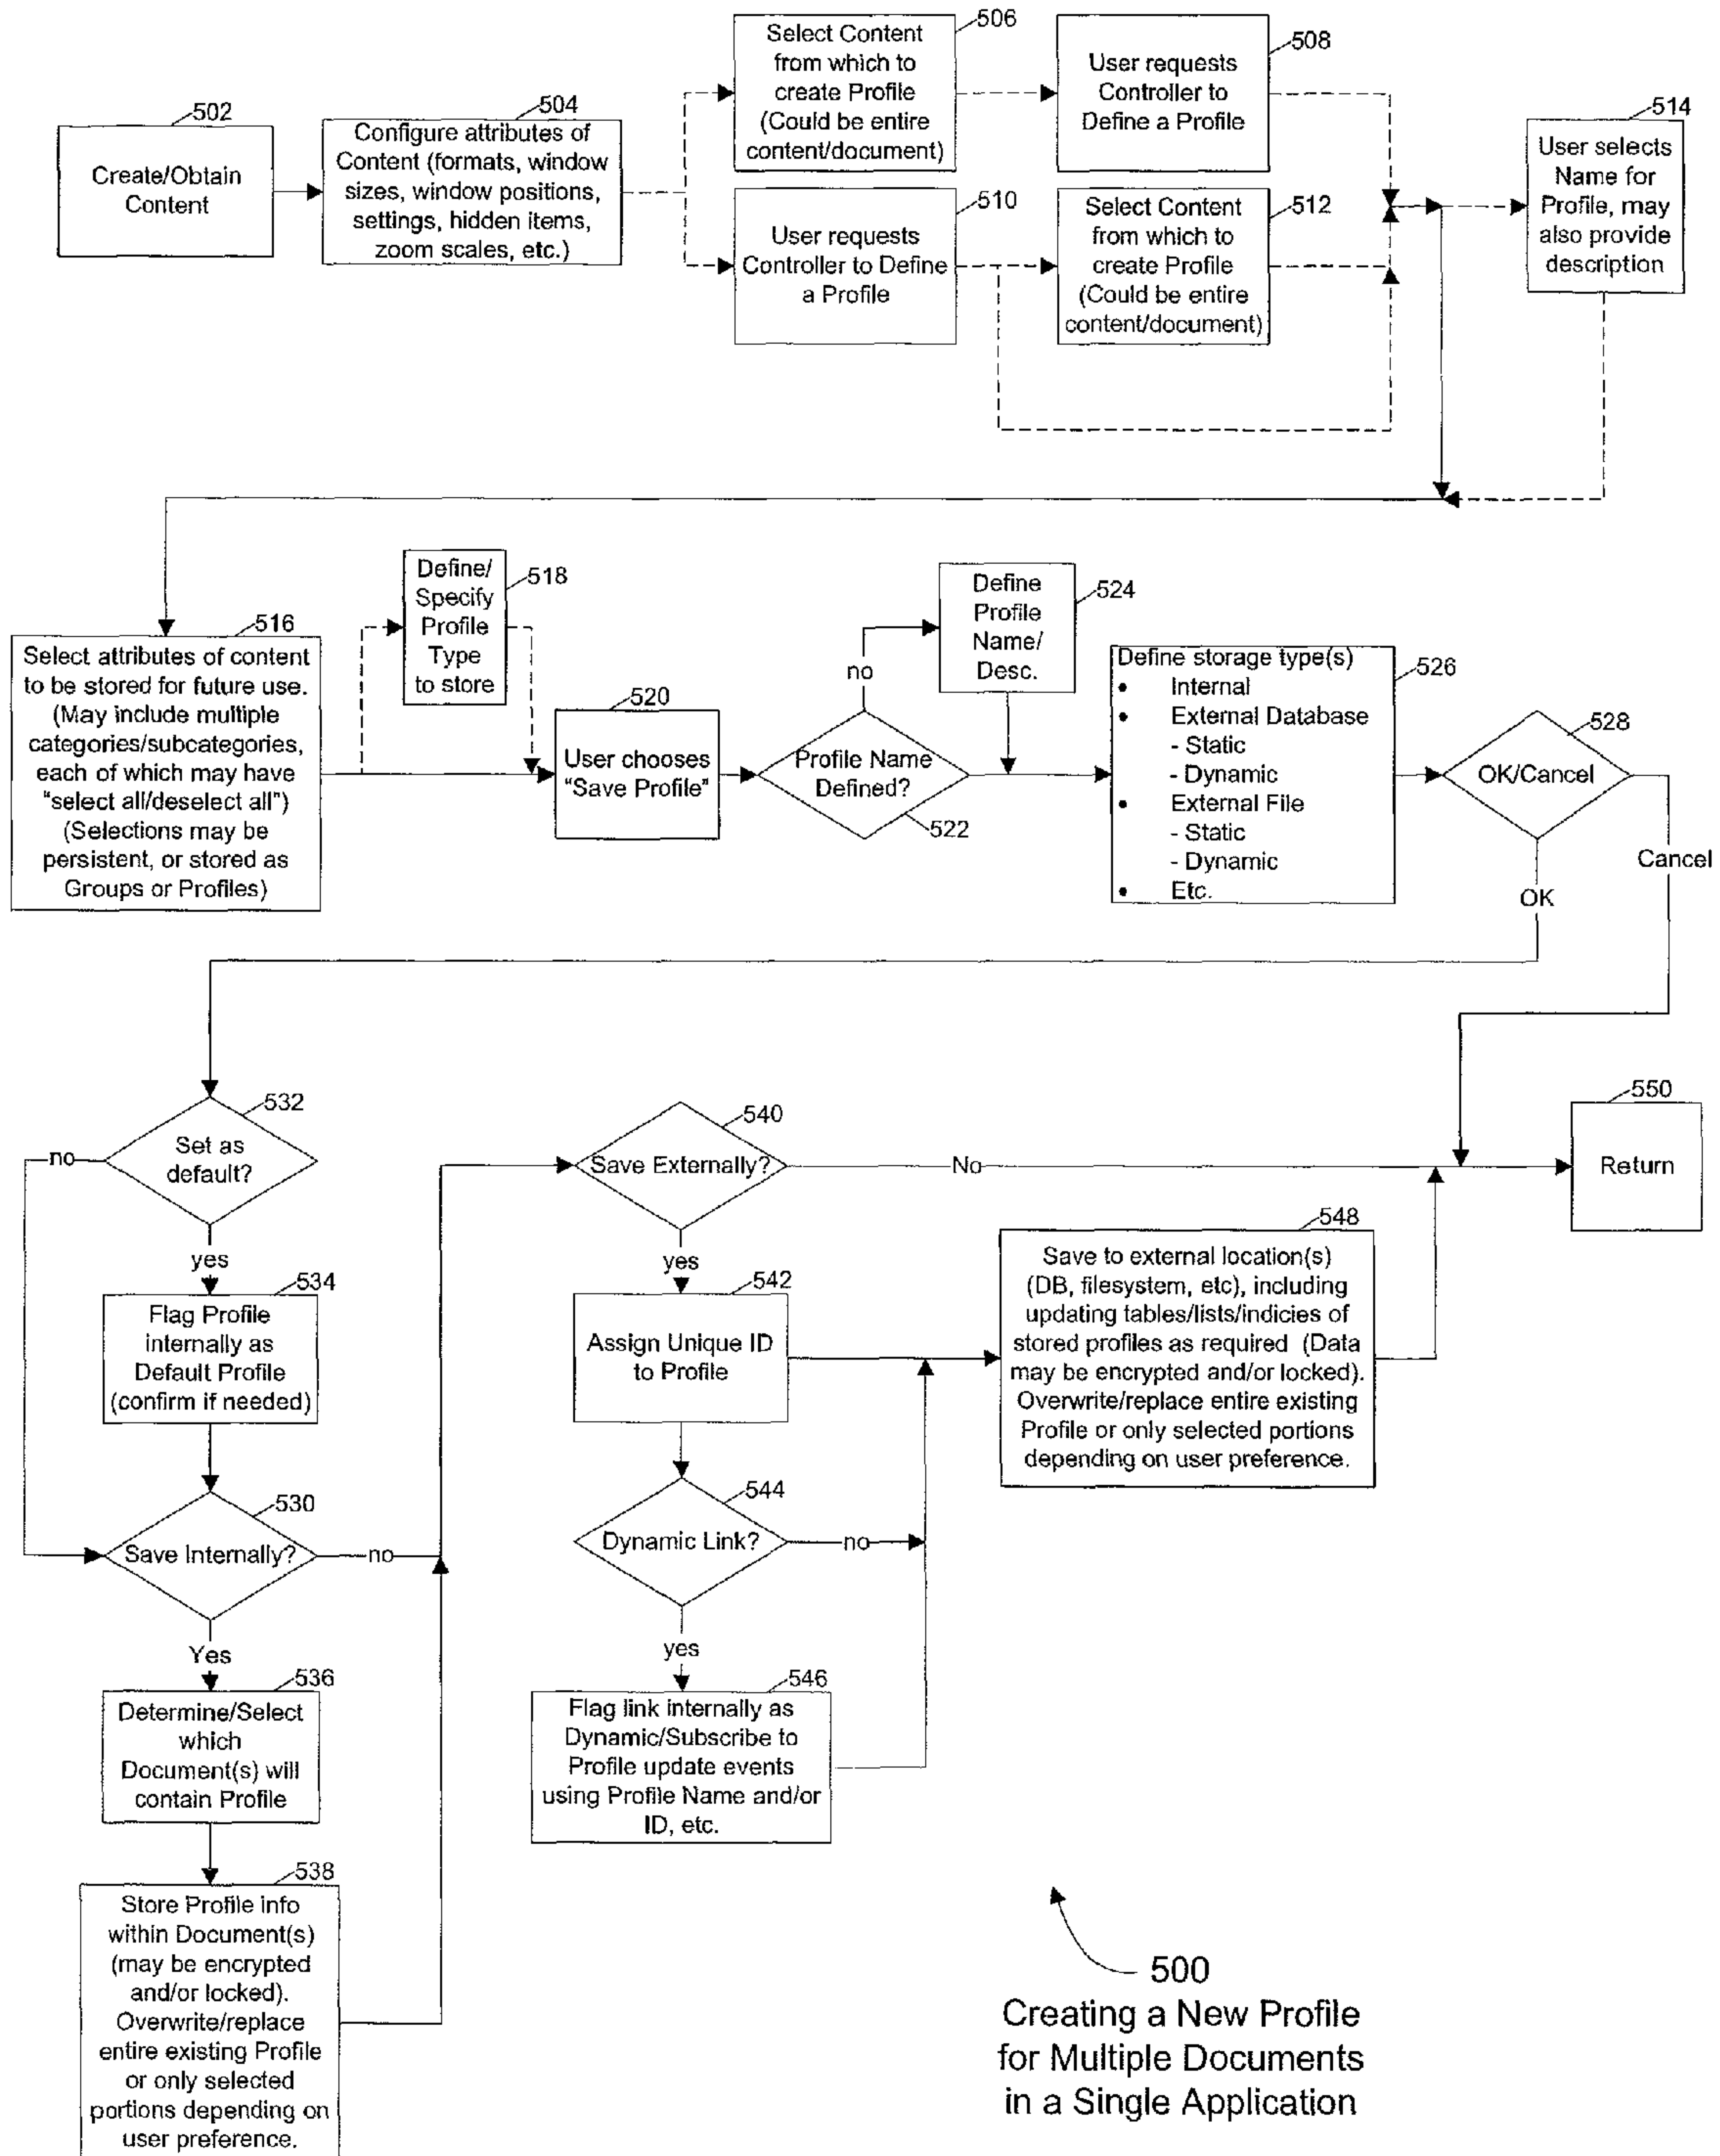 502
Create/Obtain
Content
504
Configure attributes of
Content (formats, window
sizes, window positions,
settings, hidden items,
zoom scales, etc.)
506
Select Content
from which to
create Profile
(Could be entire
content/document)
508
User requests
Controller to
Define a Profile
510
User requests
Controller to Define
a Profile
512
Select Content
from which to
create Profile
(Could be entire
content/document)
514
User selects
Name for
Profile, may
also provide
description
516
Select attributes of content
to be stored for future use.
(May include multiple
categories/subcategories,
each of which may have
"select all/deselect all")
(Selections may be
persistent, or stored as
Groups or Profiles)
518
Define/
Specify
Profile
Type
to store
520
User chooses
"Save Profile"
Profile Name
Defined?
522
no
524
Define
Profile
Name/
Desc.
526
Define storage type(s)
• Internal
• External Database
- Static
- Dynamic
• External File
- Static
- Dynamic
• Etc.
528
OK/Cancel
Cancel
OK
532
Set as
default?
no
yes
534
Flag Profile
internally as
Default Profile
(confirm if needed)
530
Save Internally?
no
Yes
536
Determine/Select
which
Document(s) will
contain Profile
538
Store Profile info
within Document(s)
(may be encrypted
and/or locked).
Overwrite/replace
entire existing Profile
or only selected
portions depending on
user preference.
540
Save Externally?
No
yes
542
Assign Unique ID
to Profile
544
Dynamic Link?
no
yes
546
Flag link internally as
Dynamic/Subscribe to
Profile update events
using Profile Name and/or
ID, etc.
548
Save to external location(s)
(DB, filesystem, etc), including
updating tables/lists/indicies of
stored profiles as required (Data
may be encrypted and/or locked).
Overwrite/replace entire existing
Profile or only selected portions
depending on user preference.
550
Return
500
Creating a New Profile
for Multiple Documents
in a Single Application